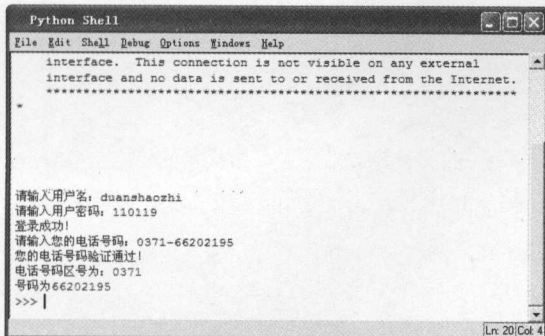 Python Shell
File Edit Shell Debug Options Windows Help
interface. This connection is not visible on any external
interface and no data is sent to or received from the Internet.
****************************************************************
*
请输入用户名: duanshaozhi
请输入用户密码: 110119
登录成功!
请输入您的电话号码: 0371-66202195
您的电话号码验证通过!
电话号码区号为: 0371
号码为66202195
>>>
Ln: 20 Col: 4